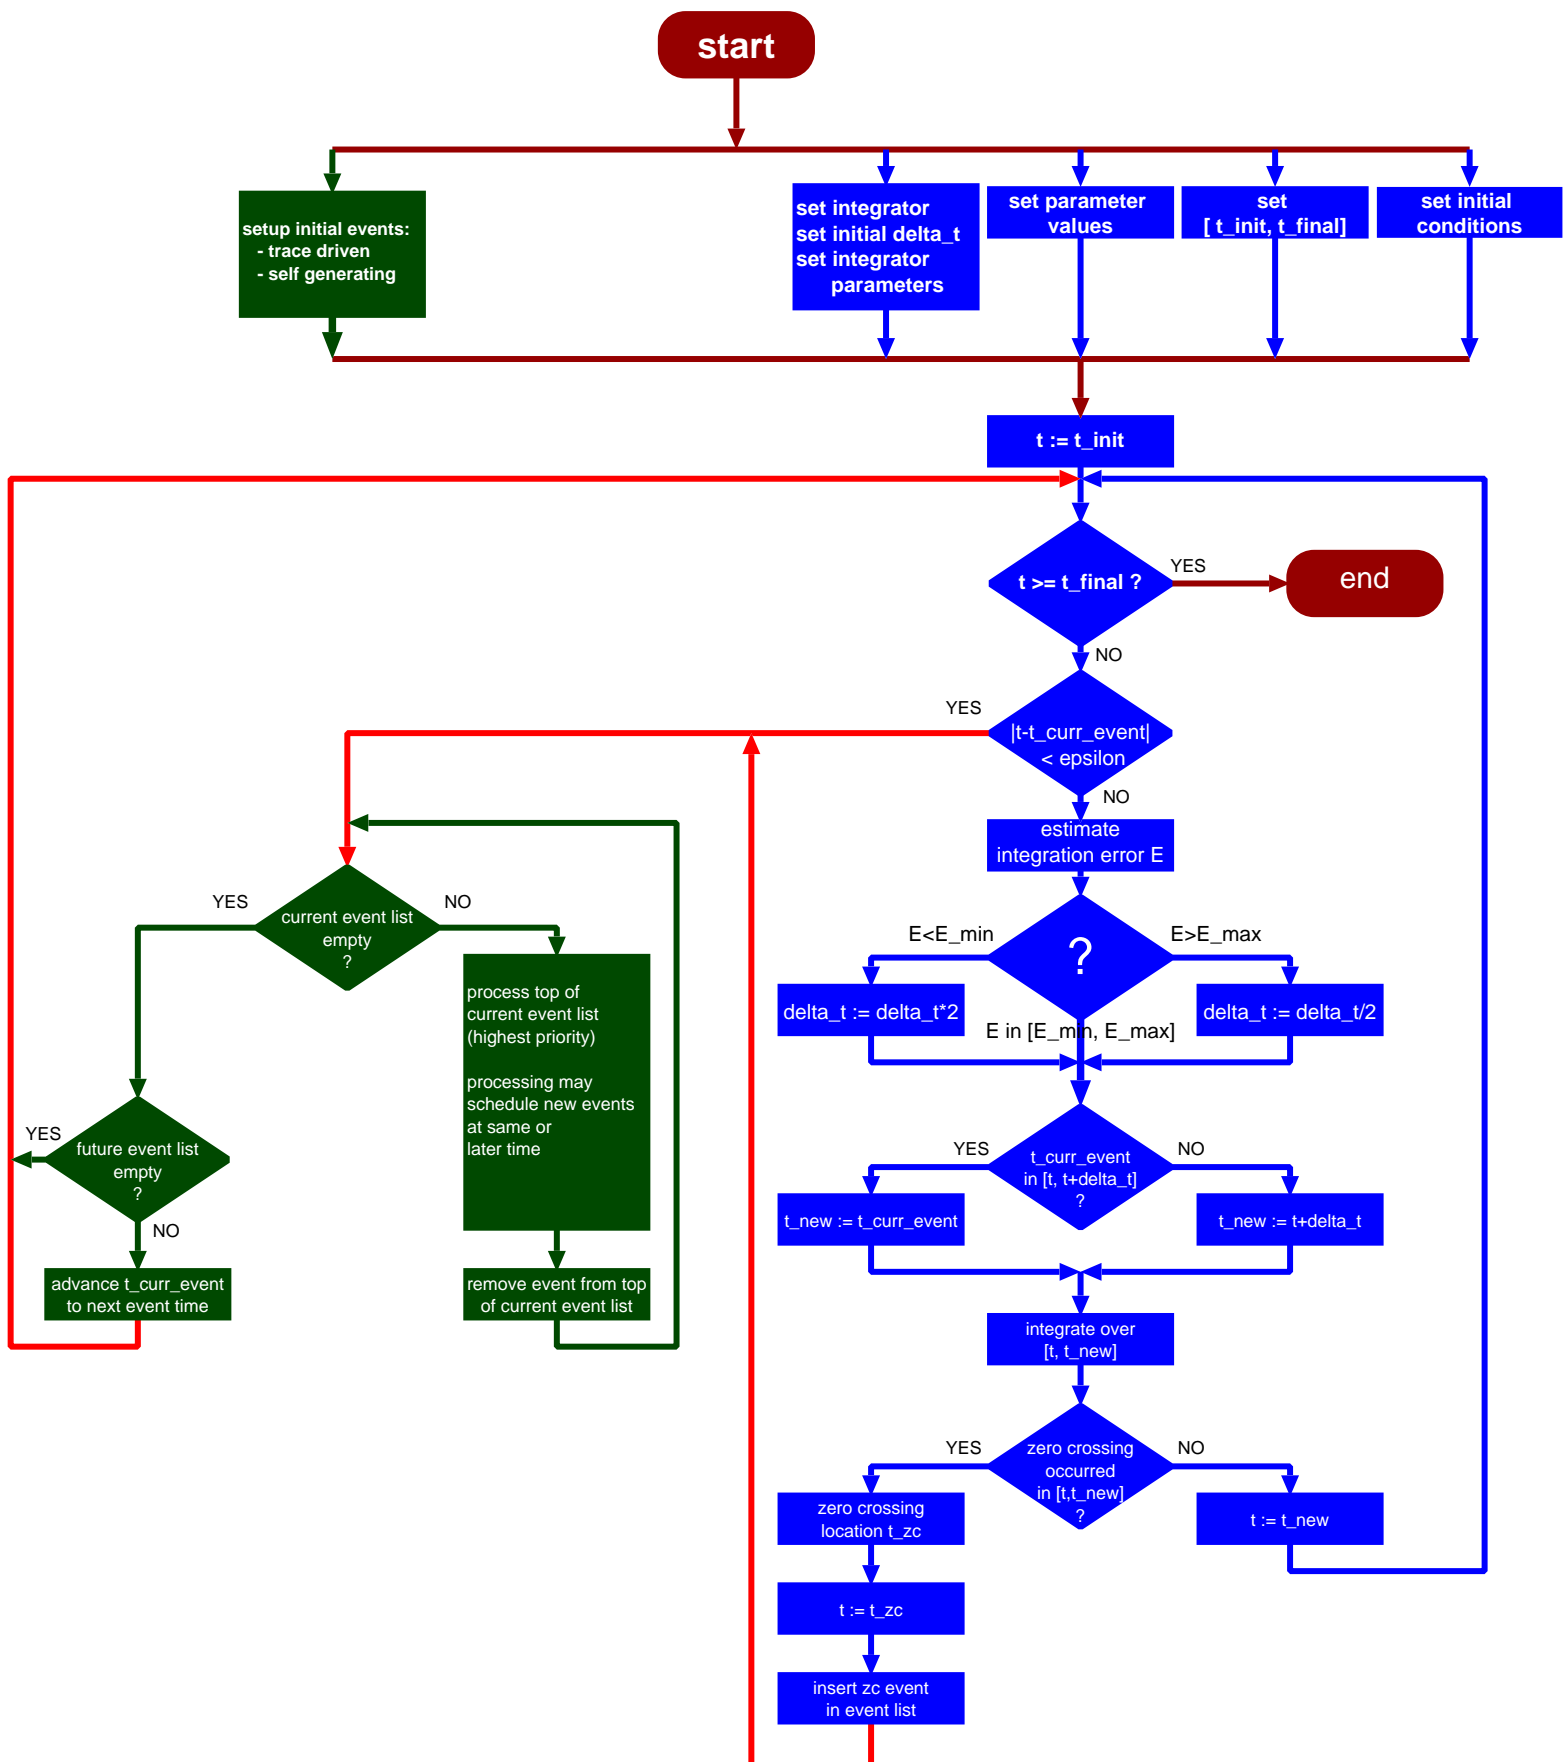 start
setup initial events:
- trace driven
- self generating
set integrator
set initial delta_t
set integrator
parameters
set parameter
values
set
[ t_init, t_final]
set initial
conditions
t := t_init
t >= t_final ?
YES
end
NO
YES
|t-t_curr_event|
< epsilon
NO
estimate
integration error E
YES
current event list
empty
?
NO
E<E_min
?
E>E_max
process top of
current event list
(highest priority)
processing may
schedule new events
at same or
later time
delta_t := delta_t*2
delta_t := delta_t/2
E in [E_min, E_max]
YES
future event list
empty
?
NO
YES
t_curr_event
in [t, t+delta_t]
?
NO
t_new := t_curr_event
t_new := t+delta_t
advance t_curr_event
to next event time
remove event from top
of current event list
integrate over
[t, t_new]
YES
zero crossing
occurred
in [t,t_new]
?
NO
zero crossing
location t_zc
t := t_new
t := t_zc
insert zc event
in event list